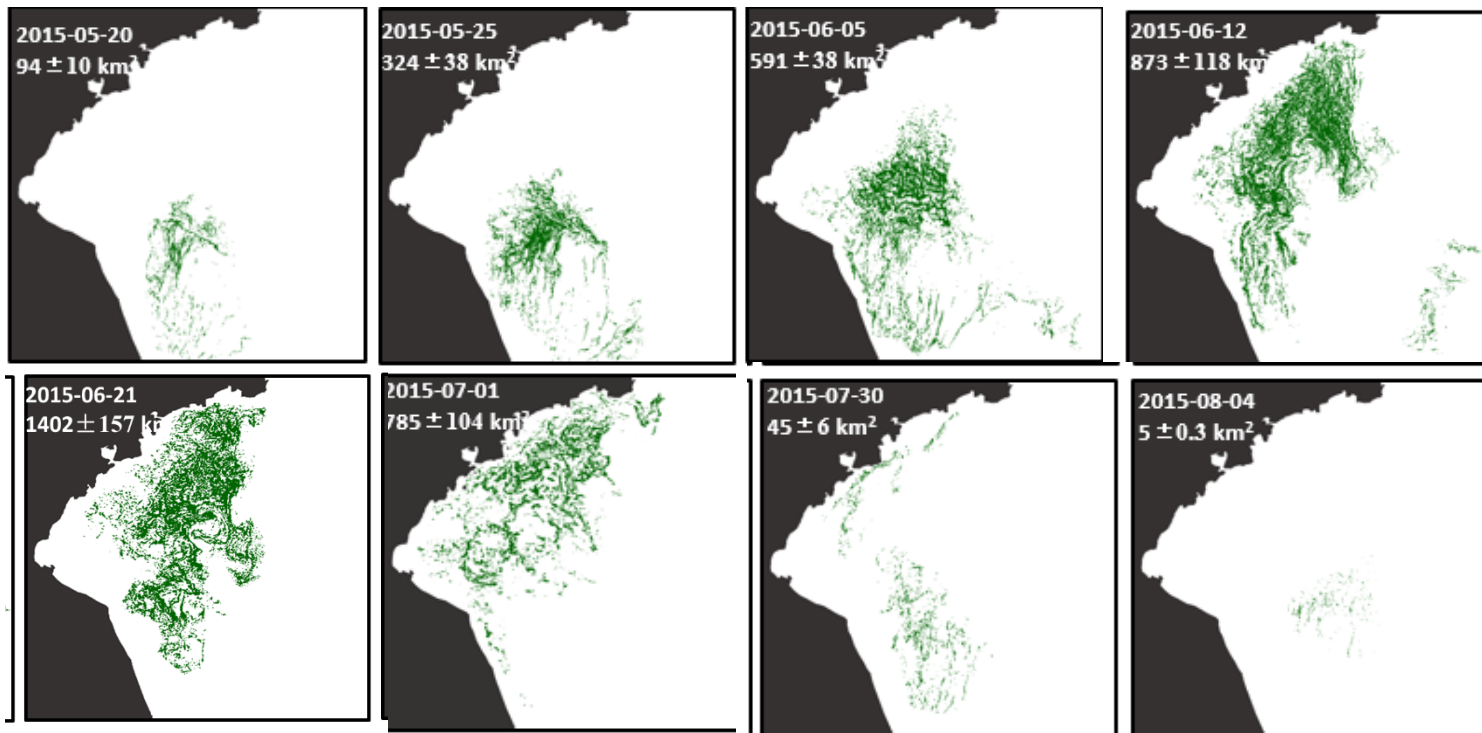 2015-05-20
94±10 km²
2015-05-25
324±38 km²
2015-06-05
591±38 km²
2015-06-12
873±118 km²
2015-06-21
1402±157 k
2015-07-01
785±104 km²
2015-07-30
45±6 km²
2015-08-04
5±0.3 km²